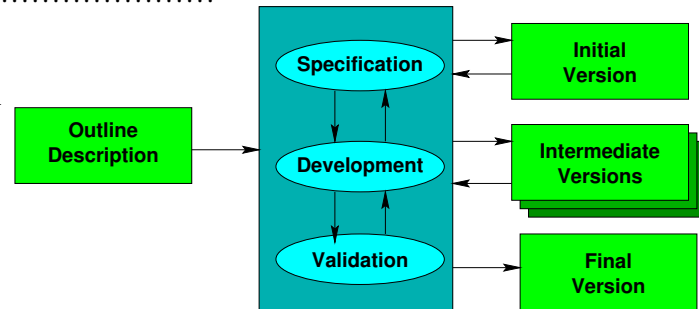 Specification
Initial
Version
Outline
Description
Development
Intermediate
Versions
Validation
Final
Version